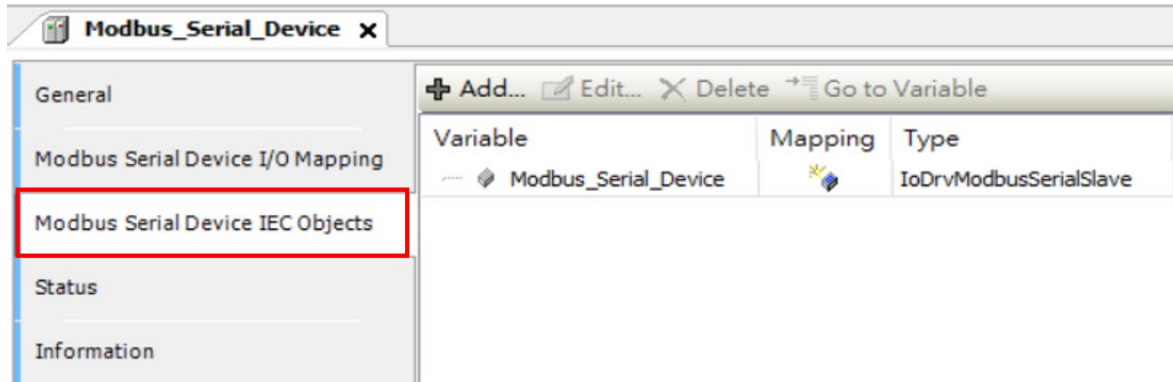 Modbus_Serial_Device X
General
Modbus Serial Device I/O Mapping
Modbus Serial Device IEC Objects
Status
Information
Add... Edit... Delete Go to Variable
Variable Mapping Type
Modbus_Serial_Device IoDrvModbusSerialSlave